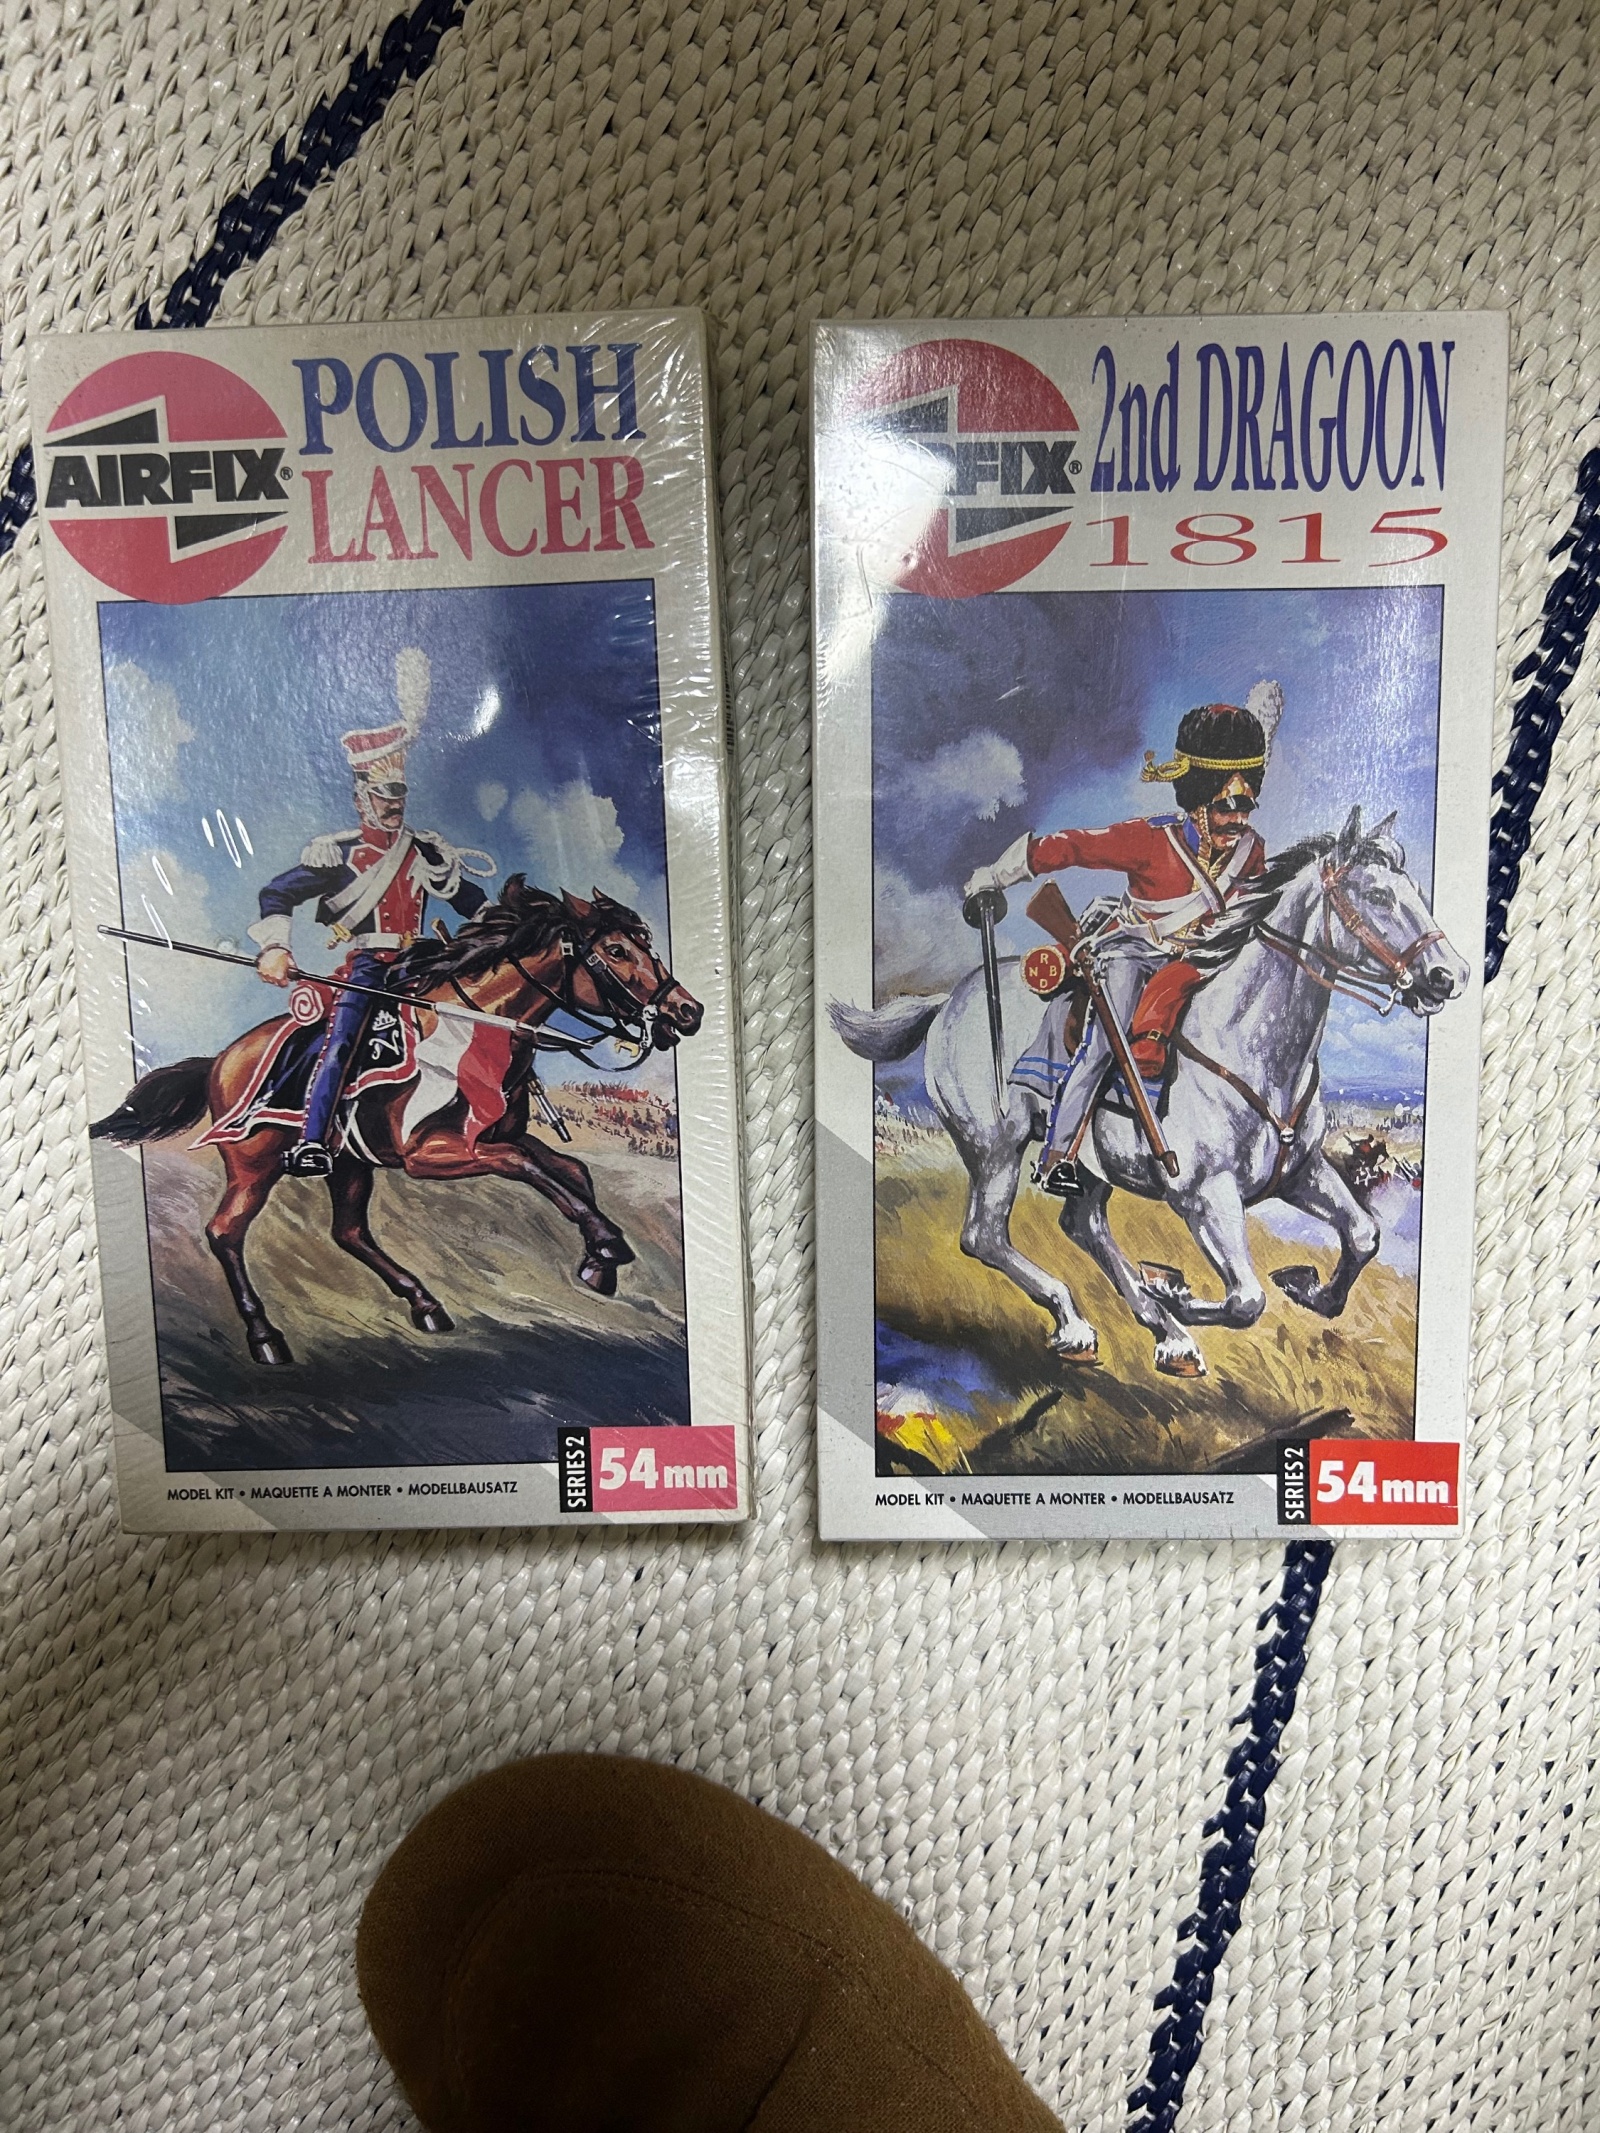 AIRFIX®
POLISH
LANCER
N
SERIES 2
54mm
MODEL KIT • MAQUETTE A MONTER • MODELLBAUSATZ
RFIX®
2nd DRAGOON
1815
R
N B
D
SERIES 2
54mm
MODEL KIT • MAQUETTE A MONTER • MODELLBAUSATZ